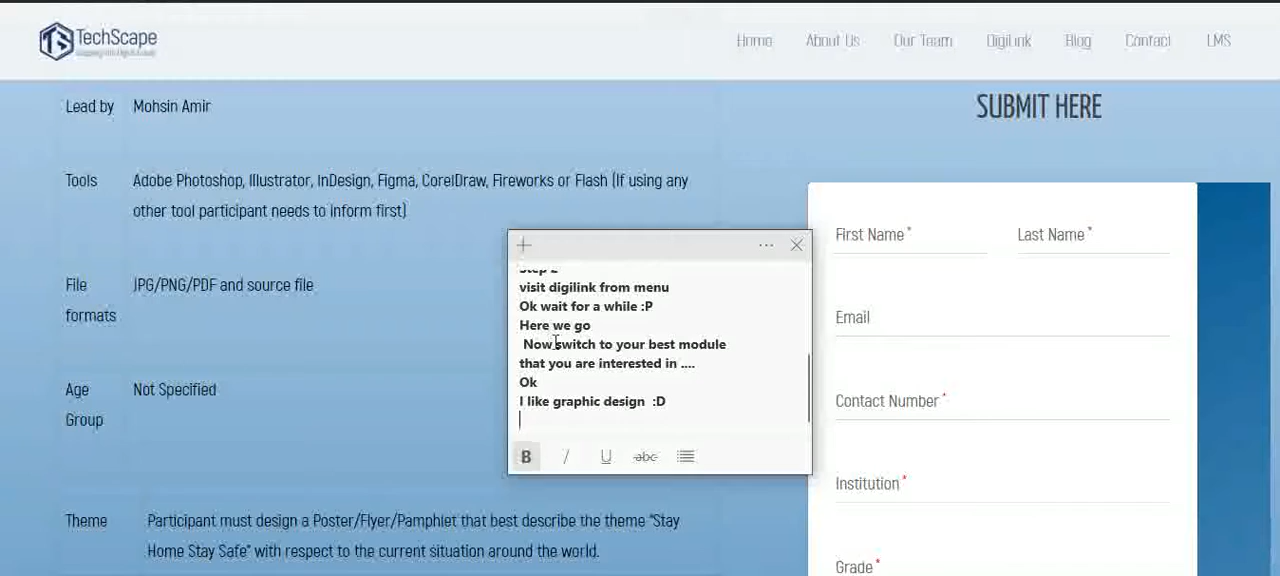 TechScape
Home About Us Our Team DigiLink Blog Contact LMS
Lead by Mohsin Amir
SUBMIT HERE
Tools Adobe Photoshop, Illustrator, InDesign, Figma, CorelDraw, Fireworks or Flash (If using any
other tool participant needs to inform first)
First Name * Last Name *
File
formats
JPG/PNG/PDF and source file
Step 2
visit digilink from menu
Ok wait for a while :P
Here we go
Now switch to your best module
that you are interested in ....
Ok
I like graphic design :D
B / U abc
Email
Age
Group
Not Specified
Contact Number *
Institution *
Theme Participant must design a Poster/Flyer/Pamphlet that best describe the theme "Stay
Home Stay Safe" with respect to the current situation around the world.
Grade *